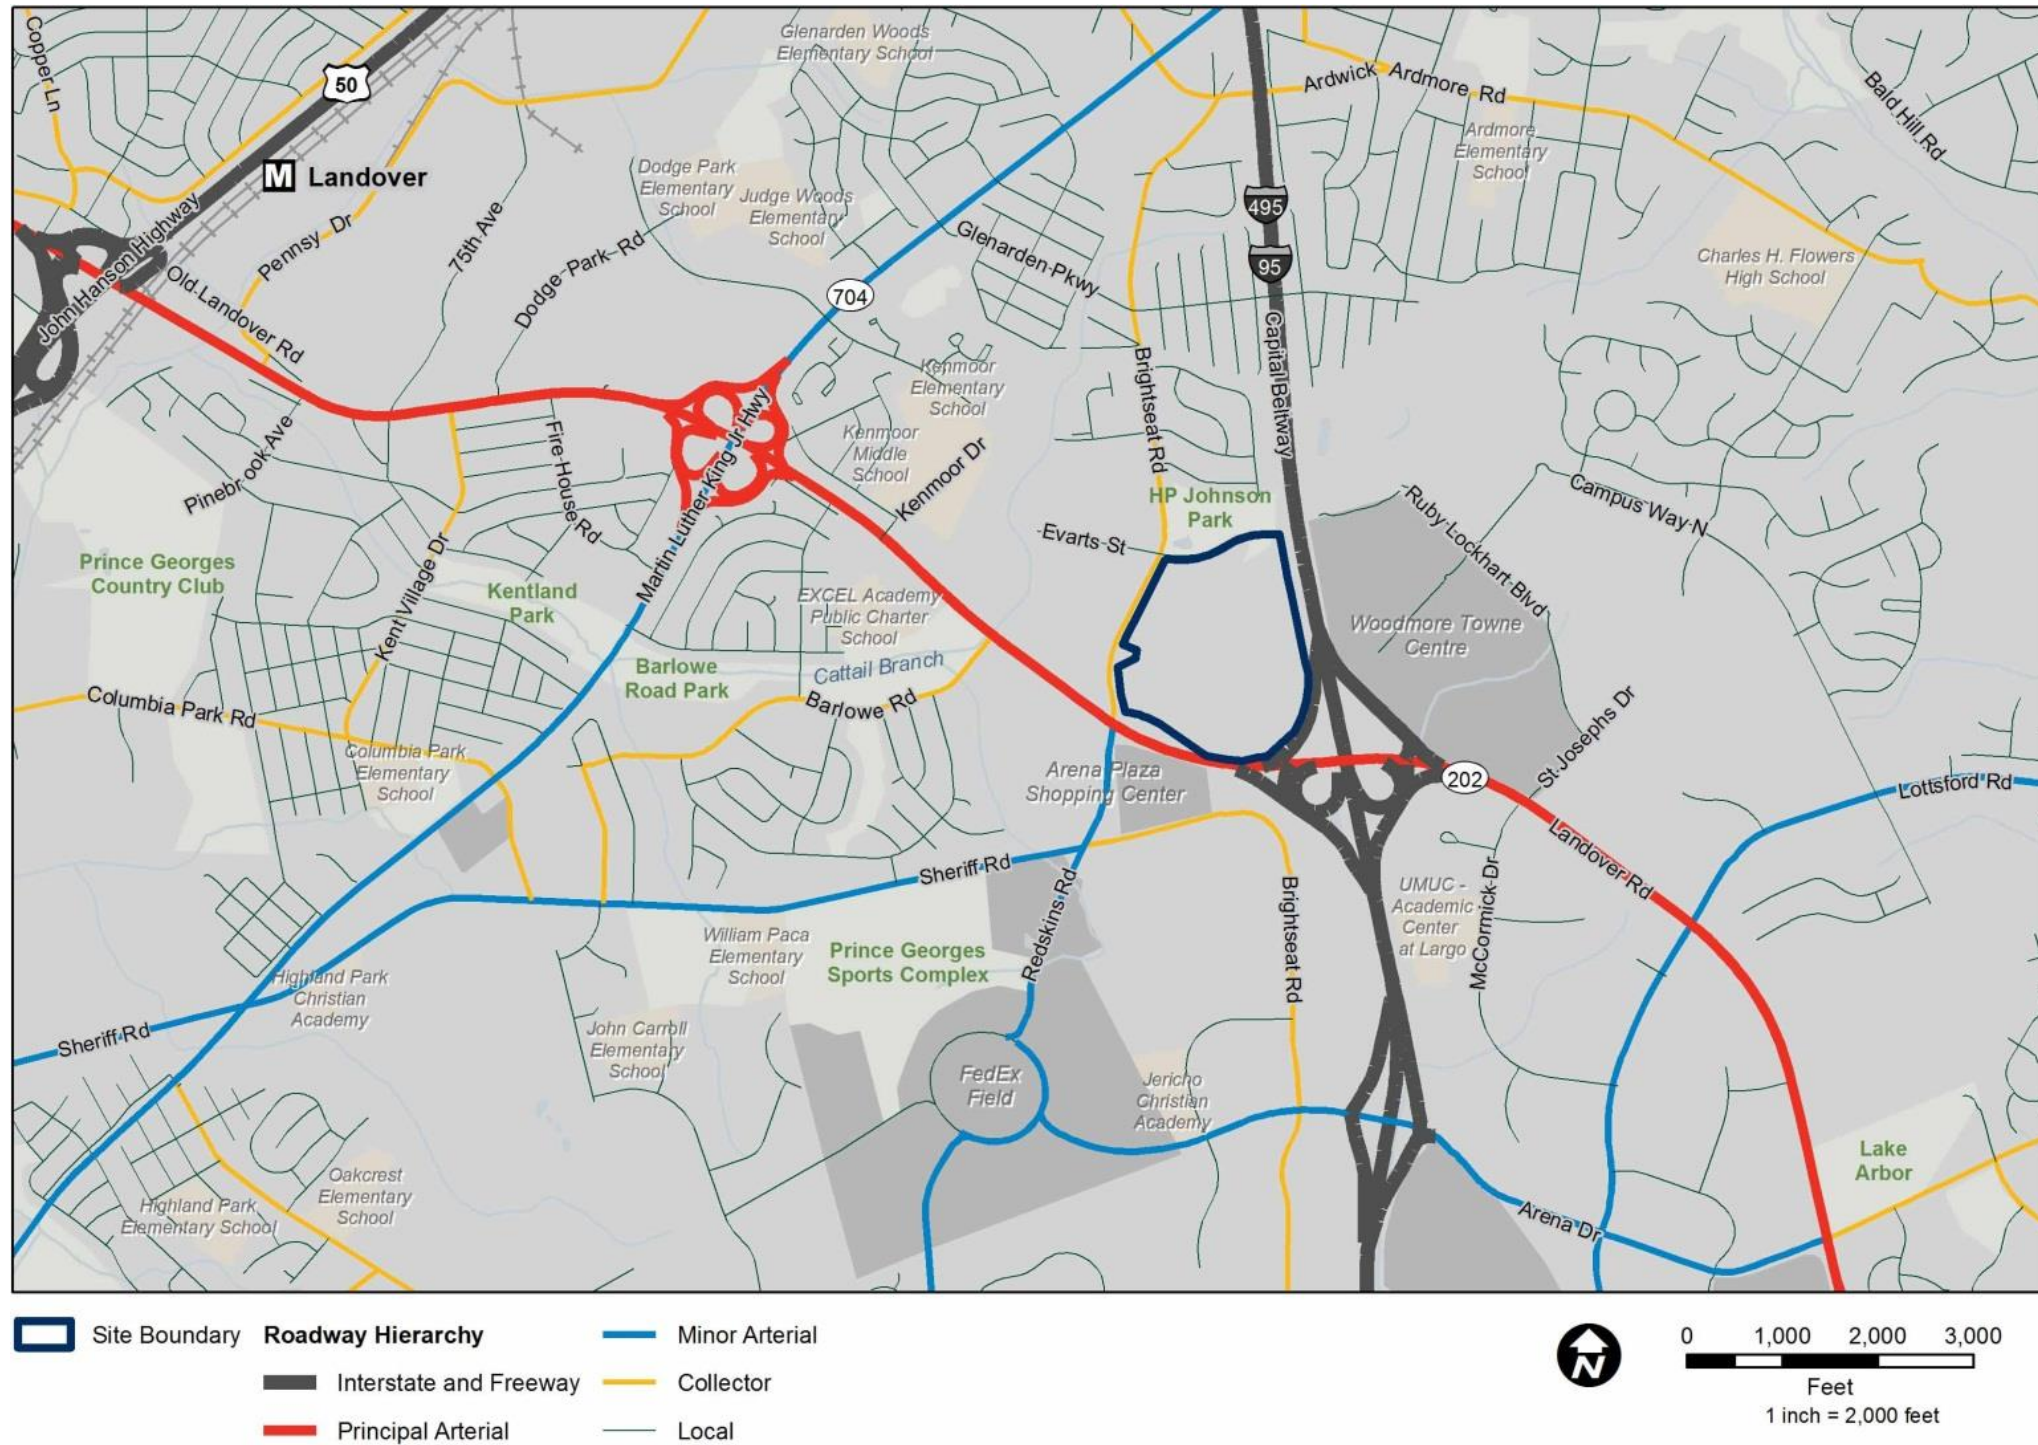 Copper Ln
50
M Landover
John Hanson Highway
Old Landover Rd
Pennsy Dr
75th Ave
Dodge Park Rd
Glenarden Woods
Elementary School
Dodge Park
Elementary
School
Judge Woods
Elementary
School
704
Glenarden Pkwy
495
95
Capital Beltway
Ardwick Ardmore Rd
Ardmore
Elementary
School
Bald Hill Rd
Charles H. Flowers
High School
Pinebrook Ave
Fire House Rd
Martin Luther King Jr Hwy
Kenmoor
Elementary
School
Kenmoor
Middle
School
Kenmoor Dr
Brightseat Rd
HP Johnson
Park
Evarts St
Ruby Lockhart Blvd
Campus Way N
Prince Georges
Country Club
Kent Village Dr
Kentland
Park
EXCEL Academy
Public Charter
School
Barlowe
Road Park
Cattail Branch
Barlowe Rd
Woodmore Towne
Centre
Columbia Park Rd
Columbia Park
Elementary
School
Arena Plaza
Shopping Center
St Josephs Dr
202
Lottsford Rd
Landover Rd
Sheriff Rd
Redskins Rd
Brightseat Rd
UMUC -
Academic
Center
at Largo
McCormick Dr
William Paca
Elementary
School
Prince Georges
Sports Complex
Highland Park
Christian
Academy
Sheriff Rd
John Carroll
Elementary
School
FedEx
Field
Jericho
Christian
Academy
Lake
Arbor
Oakcrest
Elementary
School
Highland Park
Elementary School
Arena Dr
Site Boundary
Roadway Hierarchy
Interstate and Freeway
Principal Arterial
Minor Arterial
Collector
Local
N
0 1,000 2,000 3,000
Feet
1 inch = 2,000 feet